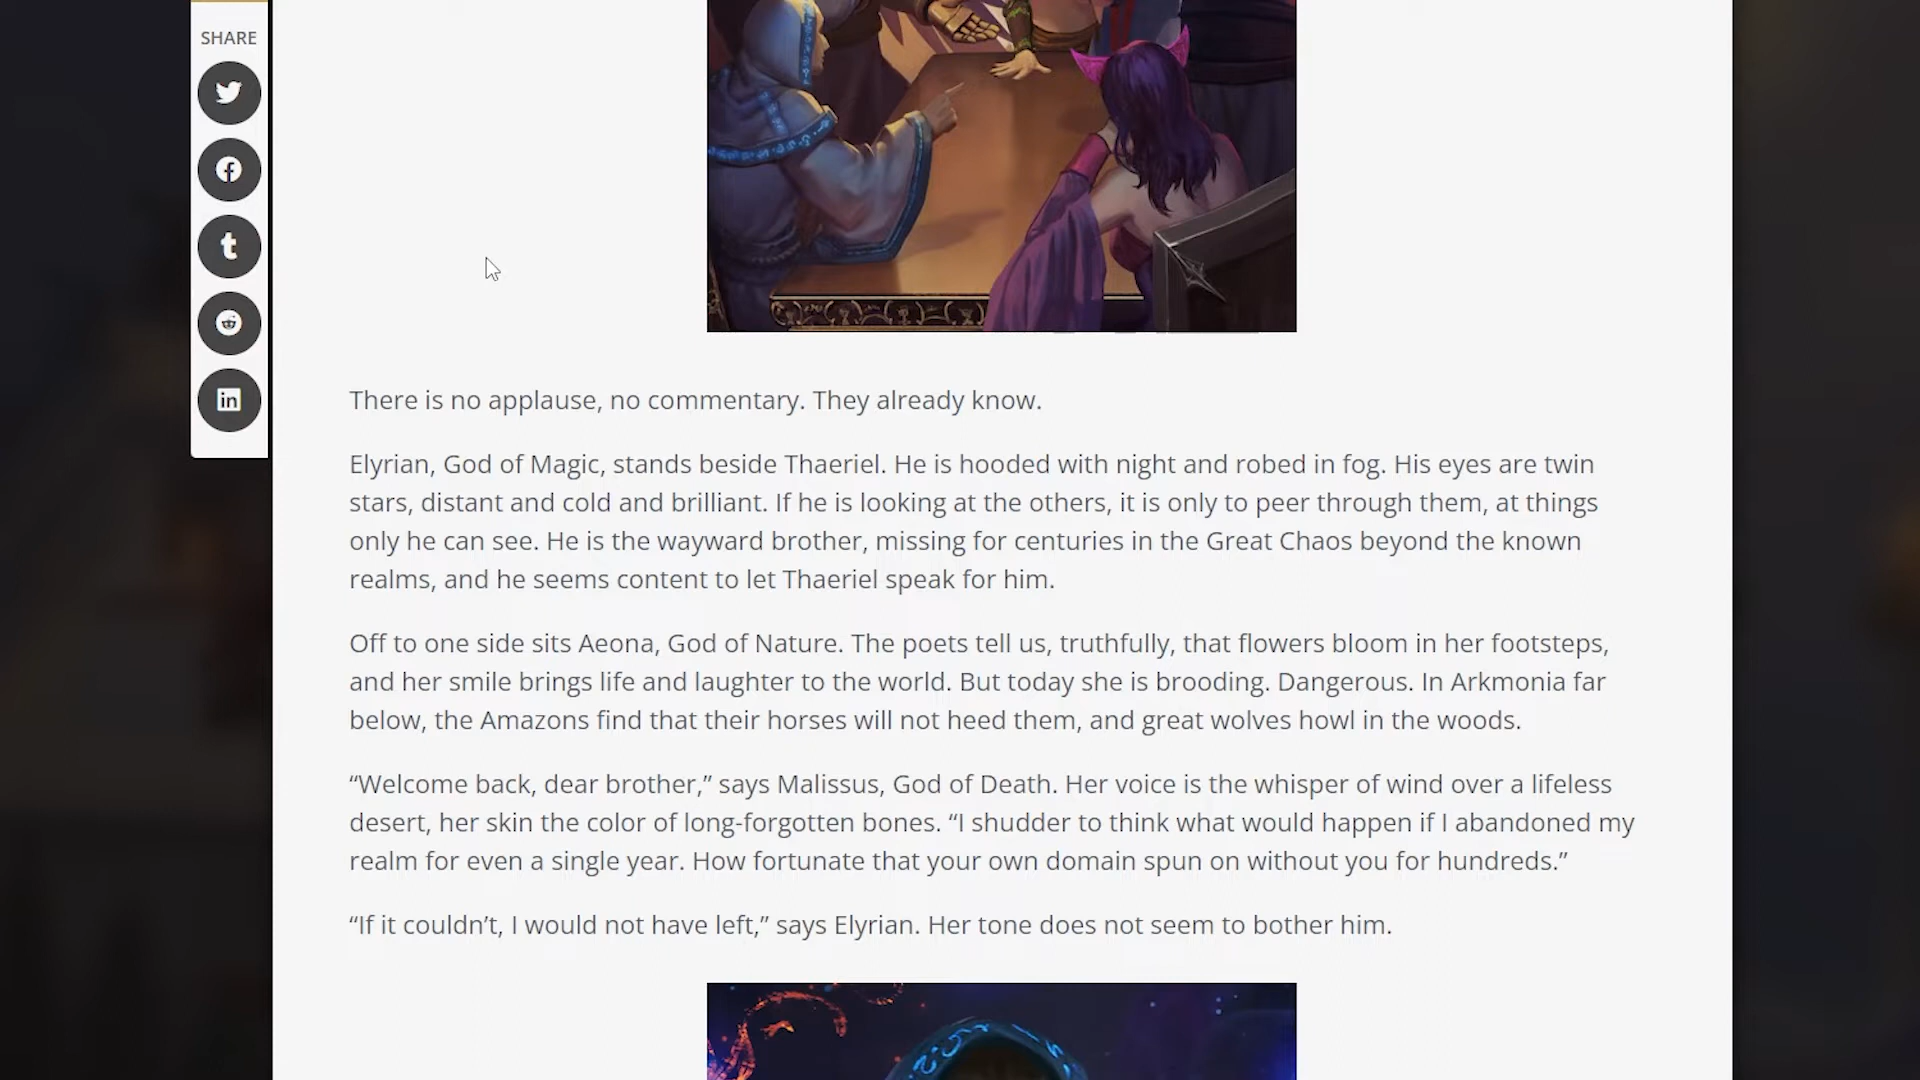 SHARE
There is no applause, no commentary. They already know.
Elyrian, God of Magic, stands beside Thaeriel. He is hooded with night and robed in fog. His eyes are twin
stars, distant and cold and brilliant. If he is looking at the others, it is only to peer through them, at things
only he can see. He is the wayward brother, missing for centuries in the Great Chaos beyond the known
realms, and he seems content to let Thaeriel speak for him.
Off to one side sits Aeona, God of Nature. The poets tell us, truthfully, that flowers bloom in her footsteps,
and her smile brings life and laughter to the world. But today she is brooding. Dangerous. In Arkmonia far
below, the Amazons find that their horses will not heed them, and great wolves howl in the woods.
“Welcome back, dear brother,” says Malissus, God of Death. Her voice is the whisper of wind over a lifeless
desert, her skin the color of long-forgotten bones. “I shudder to think what would happen if I abandoned my
realm for even a single year. How fortunate that your own domain spun on without you for hundreds.”
“If it couldn’t, I would not have left,” says Elyrian. Her tone does not seem to bother him.